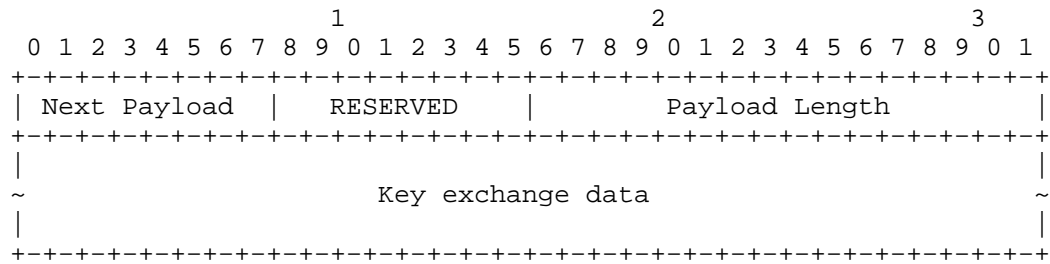 1                   2                   3
 0 1 2 3 4 5 6 7 8 9 0 1 2 3 4 5 6 7 8 9 0 1 2 3 4 5 6 7 8 9 0 1
+-+-+-+-+-+-+-+-+-+-+-+-+-+-+-+-+-+-+-+-+-+-+-+-+-+-+-+-+-+-+-+-+
| Next Payload  |   RESERVED    |        Payload Length         |
+-+-+-+-+-+-+-+-+-+-+-+-+-+-+-+-+-+-+-+-+-+-+-+-+-+-+-+-+-+-+-+-+
|                                                               |
~                      Key exchange data                        ~
|                                                               |
+-+-+-+-+-+-+-+-+-+-+-+-+-+-+-+-+-+-+-+-+-+-+-+-+-+-+-+-+-+-+-+-+